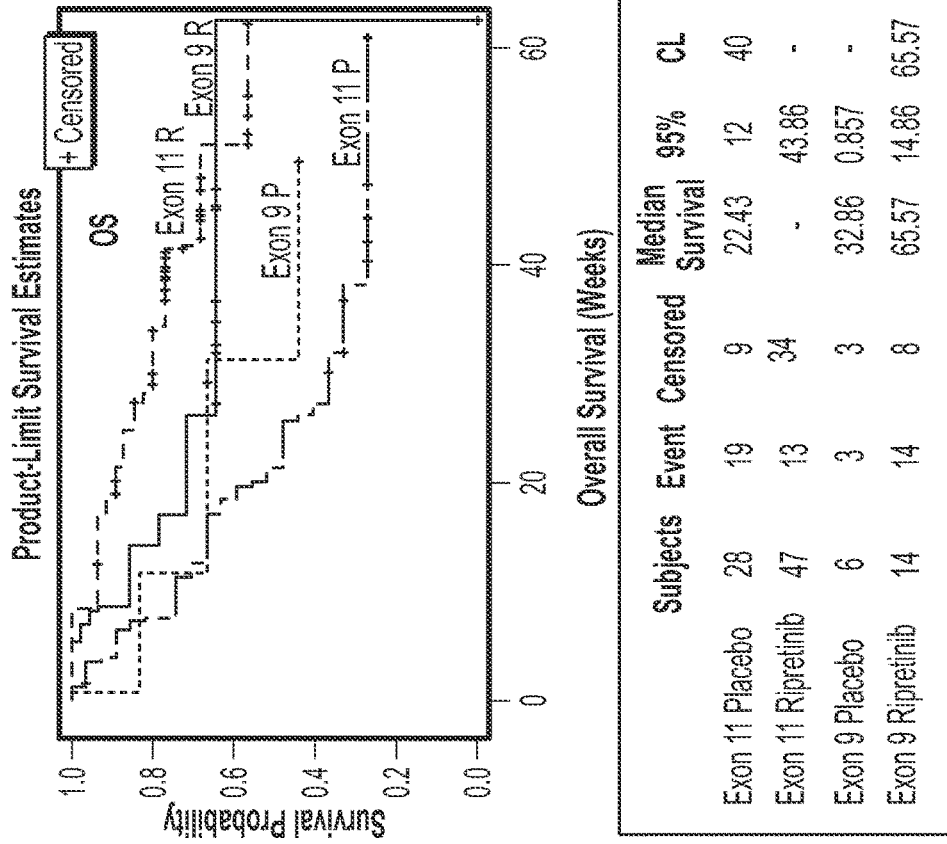 Product-Limit Survival Estimates
+ Censored
OS
Exon 11 R
Exon 9 R
Exon 9 P
Exon 11 P
Survival Probability
1.0
0.8
0.6
0.4
0.2
0.0
0 20 40 60
Overall Survival (Weeks)
Subjects Event Censored Median Survival 95% CL
Exon 11 Placebo 28 19 9 22.43 12 40
Exon 11 Ripretinib 47 13 34 - 43.86 -
Exon 9 Placebo 6 3 3 32.86 0.857 -
Exon 9 Ripretinib 14 14 8 65.57 14.86 65.57